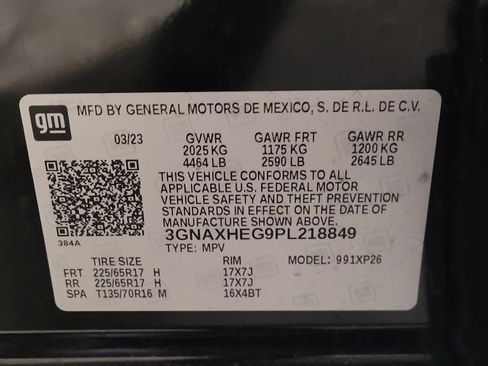 gm
MFD BY GENERAL MOTORS DE MEXICO, S. DE R.L. DE C.V.
03/23 GVWR GAWR FRT GAWR RR
2025 KG 1175 KG 1200 KG
4464 LB 2590 LB 2645 LB
THIS VEHICLE CONFORMS TO ALL
APPLICABLE U.S. FEDERAL MOTOR
VEHICLE SAFETY AND THEFT PREVENTION
STANDARDS IN EFFECT ON THE DATE OF
MANUFACTURE SHOWN ABOVE.
384A 3GNAXHEG9PL218849
TYPE: MPV
TIRE SIZE RIM MODEL: 991XP26
FRT 225/65R17 H 17X7J
RR 225/65R17 H 17X7J
SPA T135/70R16 M 16X4BT